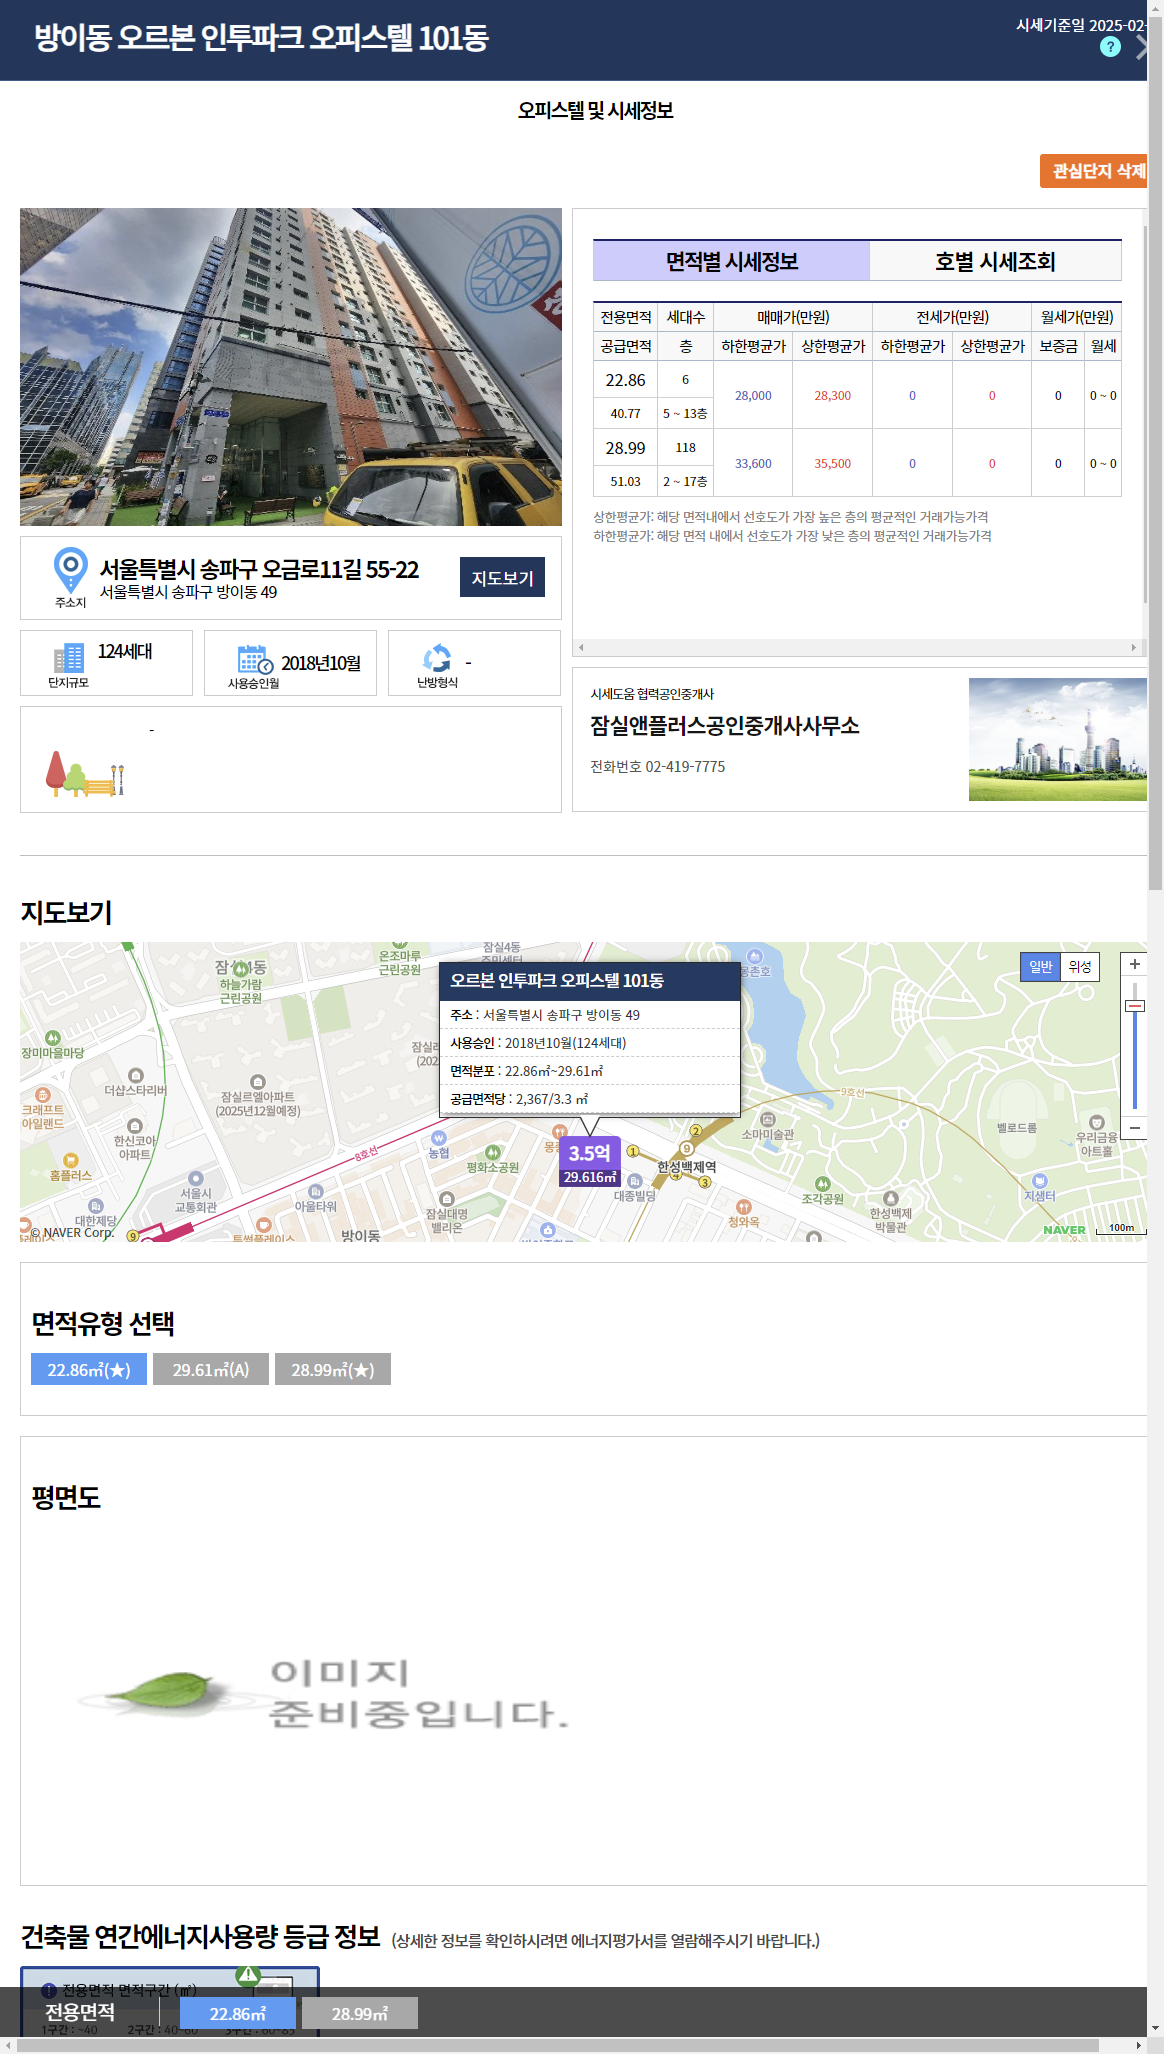 방이동 오르본 인투파크 오피스텔 101동
시세기준일 2025-02-
?
오피스텔 및 시세정보
관심단지 삭제
면적별 시세정보 호별 시세조회
전용면적 세대수 매매가(만원) 전세가(만원) 월세가(만원)
공급면적 층 하한평균가 상한평균가 하한평균가 상한평균가 보증금 월세
22.86 6 28,000 28,300 0 0 0 0 ~ 0
40.77 5 ~ 13층
28.99 118 33,600 35,500 0 0 0 0 ~ 0
51.03 2 ~ 17층
상한평균가: 해당 면적내에서 선호도가 가장 높은 층의 평균적인 거래가능가격
하한평균가: 해당 면적 내에서 선호도가 가장 낮은 층의 평균적인 거래가능가격
주소지
서울특별시 송파구 오금로11길 55-22
서울특별시 송파구 방이동 49
지도보기
124세대
단지규모
2018년10월
사용승인월
-
난방형식
-
시세도움 협력공인중개사
잠실앤플러스공인중개사사무소
전화번호 02-419-7775
지도보기
온조마루
근린공원
잠실4동
하늘가람
근린공원
몽촌호
일반 위성
오르본 인투파크 오피스텔 101동
주소 : 서울특별시 송파구 방이동 49
사용승인 : 2018년10월(124세대)
면적분포 : 22.86㎡~29.61㎡
공급면적당 : 2,367/3.3 ㎡
장미마을마당
더샵스타리버
잠실르엘아파트
(2025년12월예정)
크래프트
아일랜드
한신코아
아파트
홈플러스
8호선
농협
평화소공원
3.5억
29.616㎡
1
2
9
한성백제역
4
3
대종빌딩
소마미술관
9호선
벨로드롬
우리금융
아트홀
서울시
교통회관
아울타워
잠실대명
밸리온
조각공원
청와옥
한성백제
박물관
지샘터
대한제당
투썸플레이스
방이동
9
© NAVER Corp.
NAVER
100m
면적유형 선택
22.86㎡(★) 29.61㎡(A) 28.99㎡(★)
평면도
이미지
준비중입니다.
건축물 연간에너지사용량 등급 정보 (상세한 정보를 확인하시려면 에너지평가서를 열람해주시기 바랍니다.)
전용면적 면적구간 (㎡)
전용면적 22.86㎡ 28.99㎡
1구간 : ~40 2구간 : 40~60 3구간 : 60~85